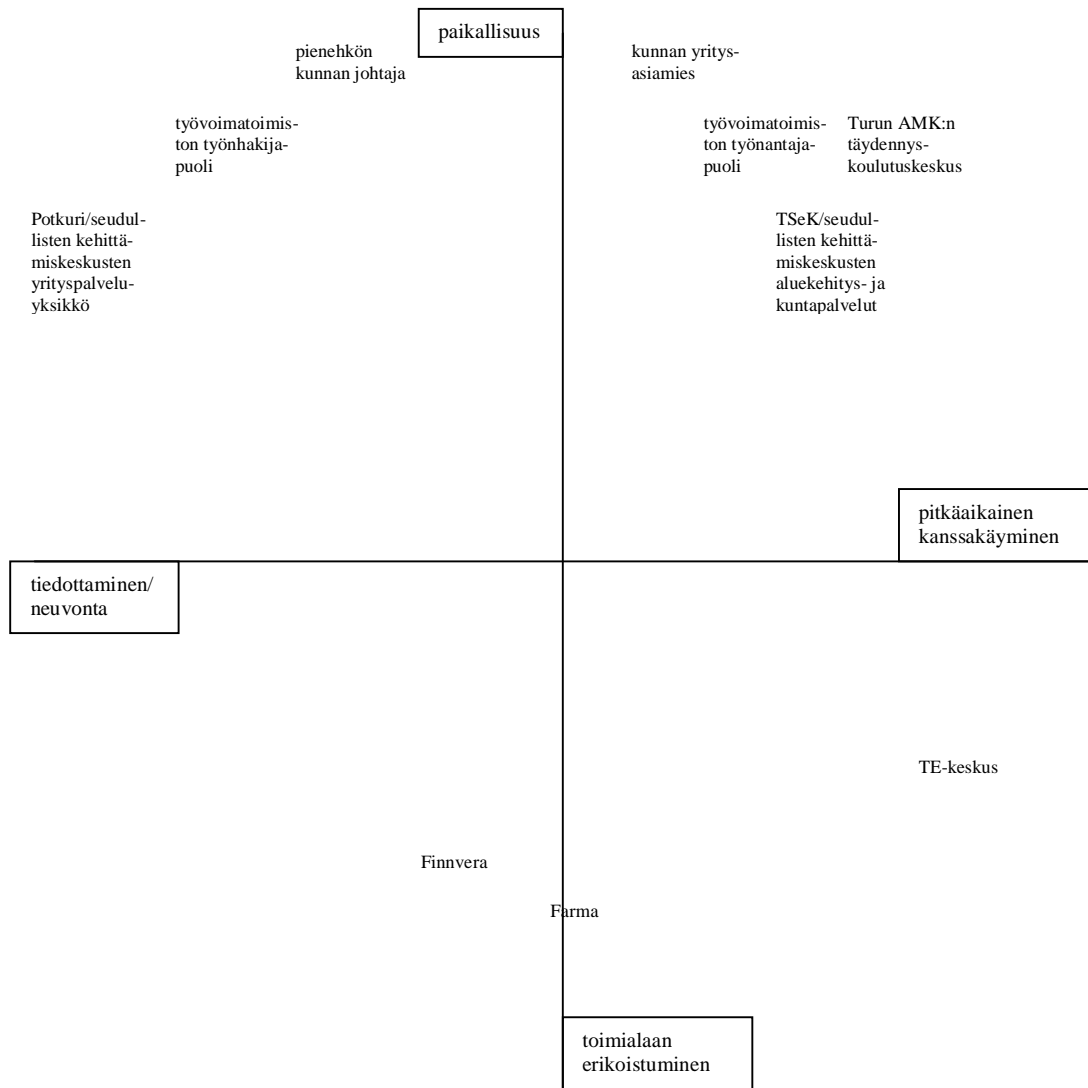 paikallisuus
pienehkön
kunnan johtaja
kunnan yritys-
asiamies
työvoimatoimis-
ton työnhakija-
puoli
työvoimatoimis-
ton työnantaja-
puoli
Turun AMK:n
täydennys-
koulutuskeskus
Potkuri/seudul-
listen kehittä-
miskeskusten
yrityspalvelu-
yksikkö
TSeK/seudul-
listen kehittä-
miskeskusten
aluekehitys- ja
kuntapalvelut
pitkäaikainen
kanssakäyminen
tiedottaminen/
neuvonta
TE-keskus
Finnvera
Farma
toimialaan
erikoistuminen